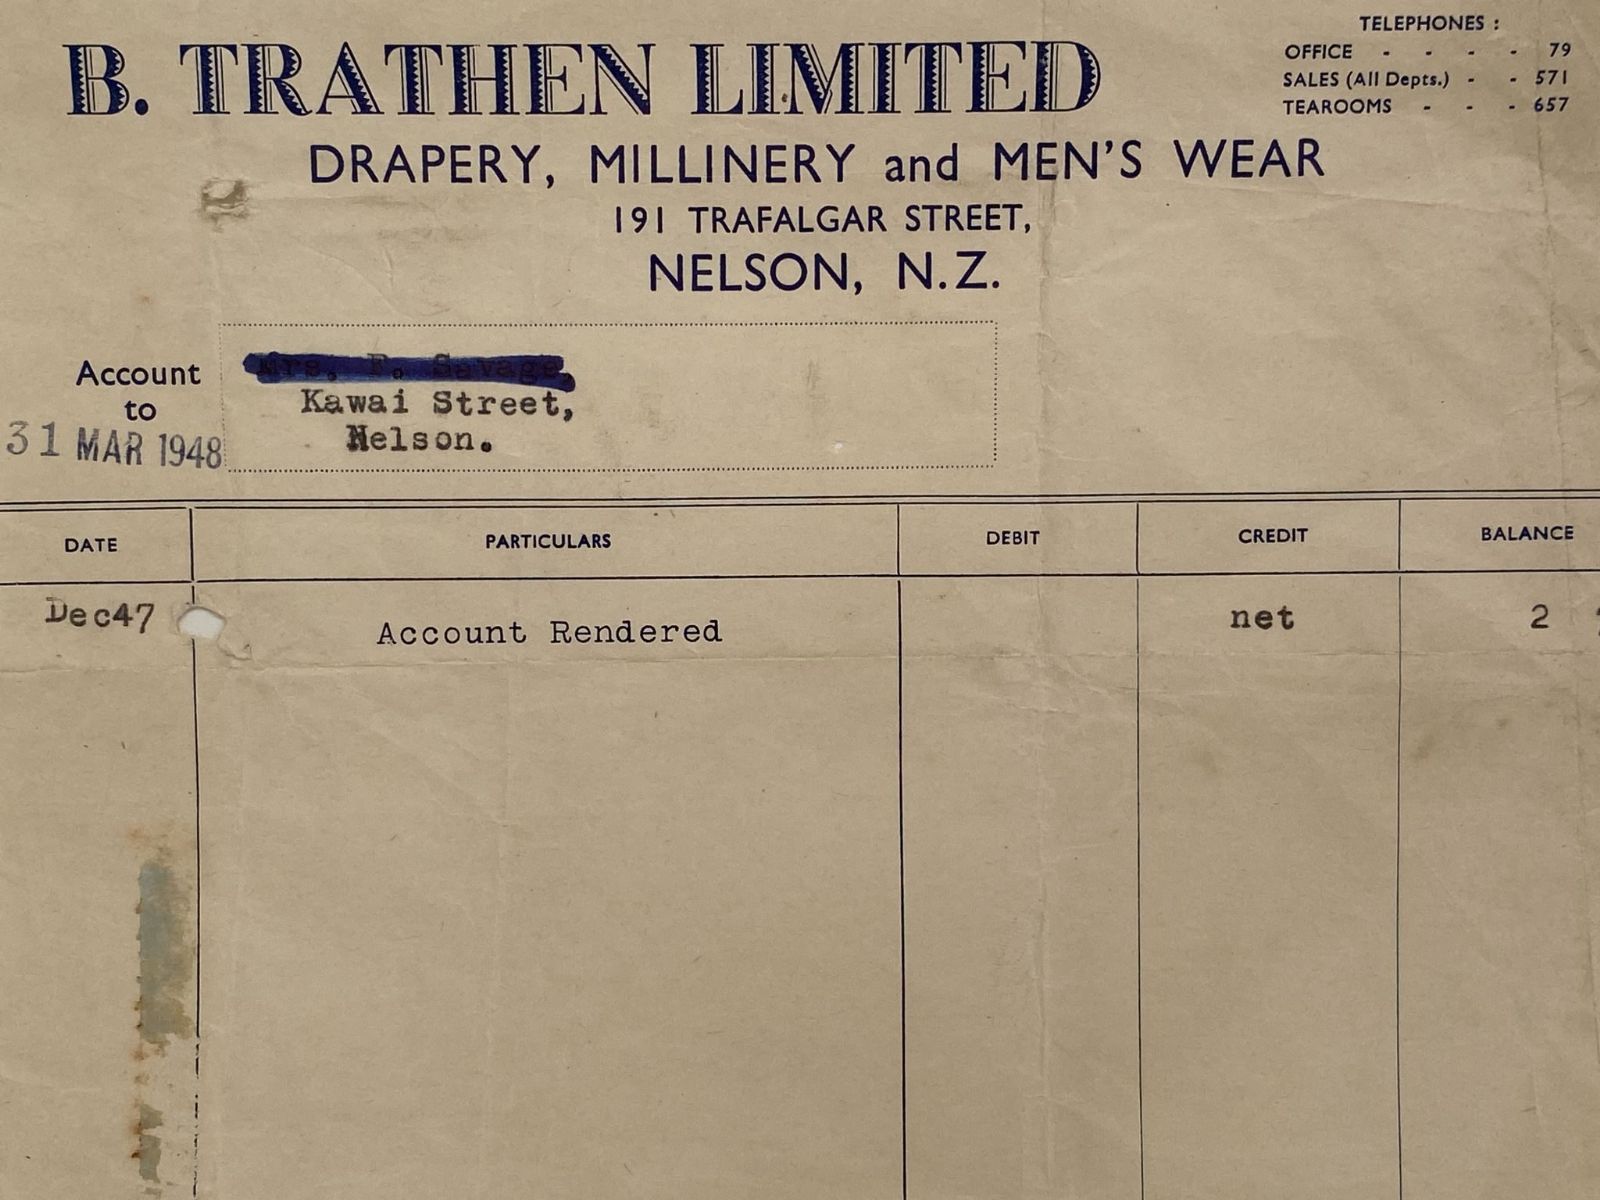 B. TRATHEN LIMITED
TELEPHONES :
OFFICE - - - - 79
SALES (All Depts.) - - 571
TEAROOMS - - - 657
DRAPERY, MILLINERY and MEN'S WEAR
191 TRAFALGAR STREET,
NELSON, N.Z.
Account
to
31 MAR 1948
Mrs. F. Savage,
Kawai Street,
Nelson.
DATE PARTICULARS DEBIT CREDIT BALANCE
Dec47 Account Rendered net 2